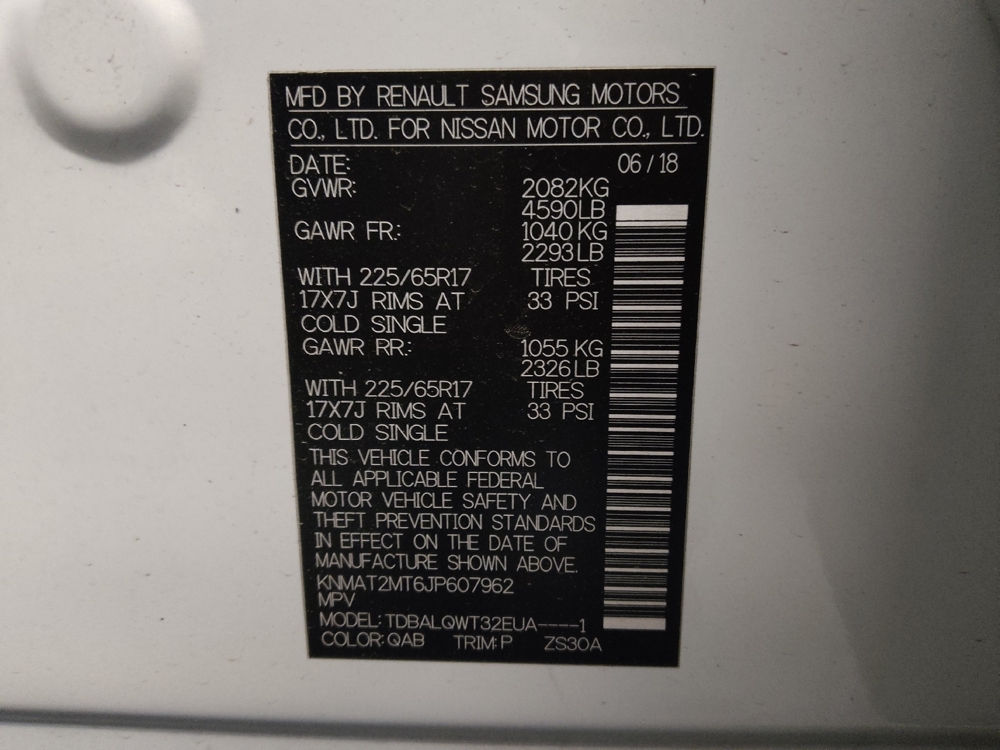 MFD BY RENAULT SAMSUNG MOTORS
CO., LTD. FOR NISSAN MOTOR CO., LTD.
DATE: 06 / 18
GVWR: 2082KG
4590LB
GAWR FR.: 1040 KG
2293LB
WITH 225/65R17 TIRES
17X7J RIMS AT 33 PSI
COLD SINGLE
GAWR RR.: 1055 KG
2326LB
WITH 225/65R17 TIRES
17X7J RIMS AT 33 PSI
COLD SINGLE
THIS VEHICLE CONFORMS TO
ALL APPLICABLE FEDERAL
MOTOR VEHICLE SAFETY AND
THEFT PREVENTION STANDARDS
IN EFFECT ON THE DATE OF
MANUFACTURE SHOWN ABOVE.
KNMAT2MT6JP607962
MPV
MODEL: TDBALQWT32EUA----1
COLOR: QAB TRIM: P ZS30A